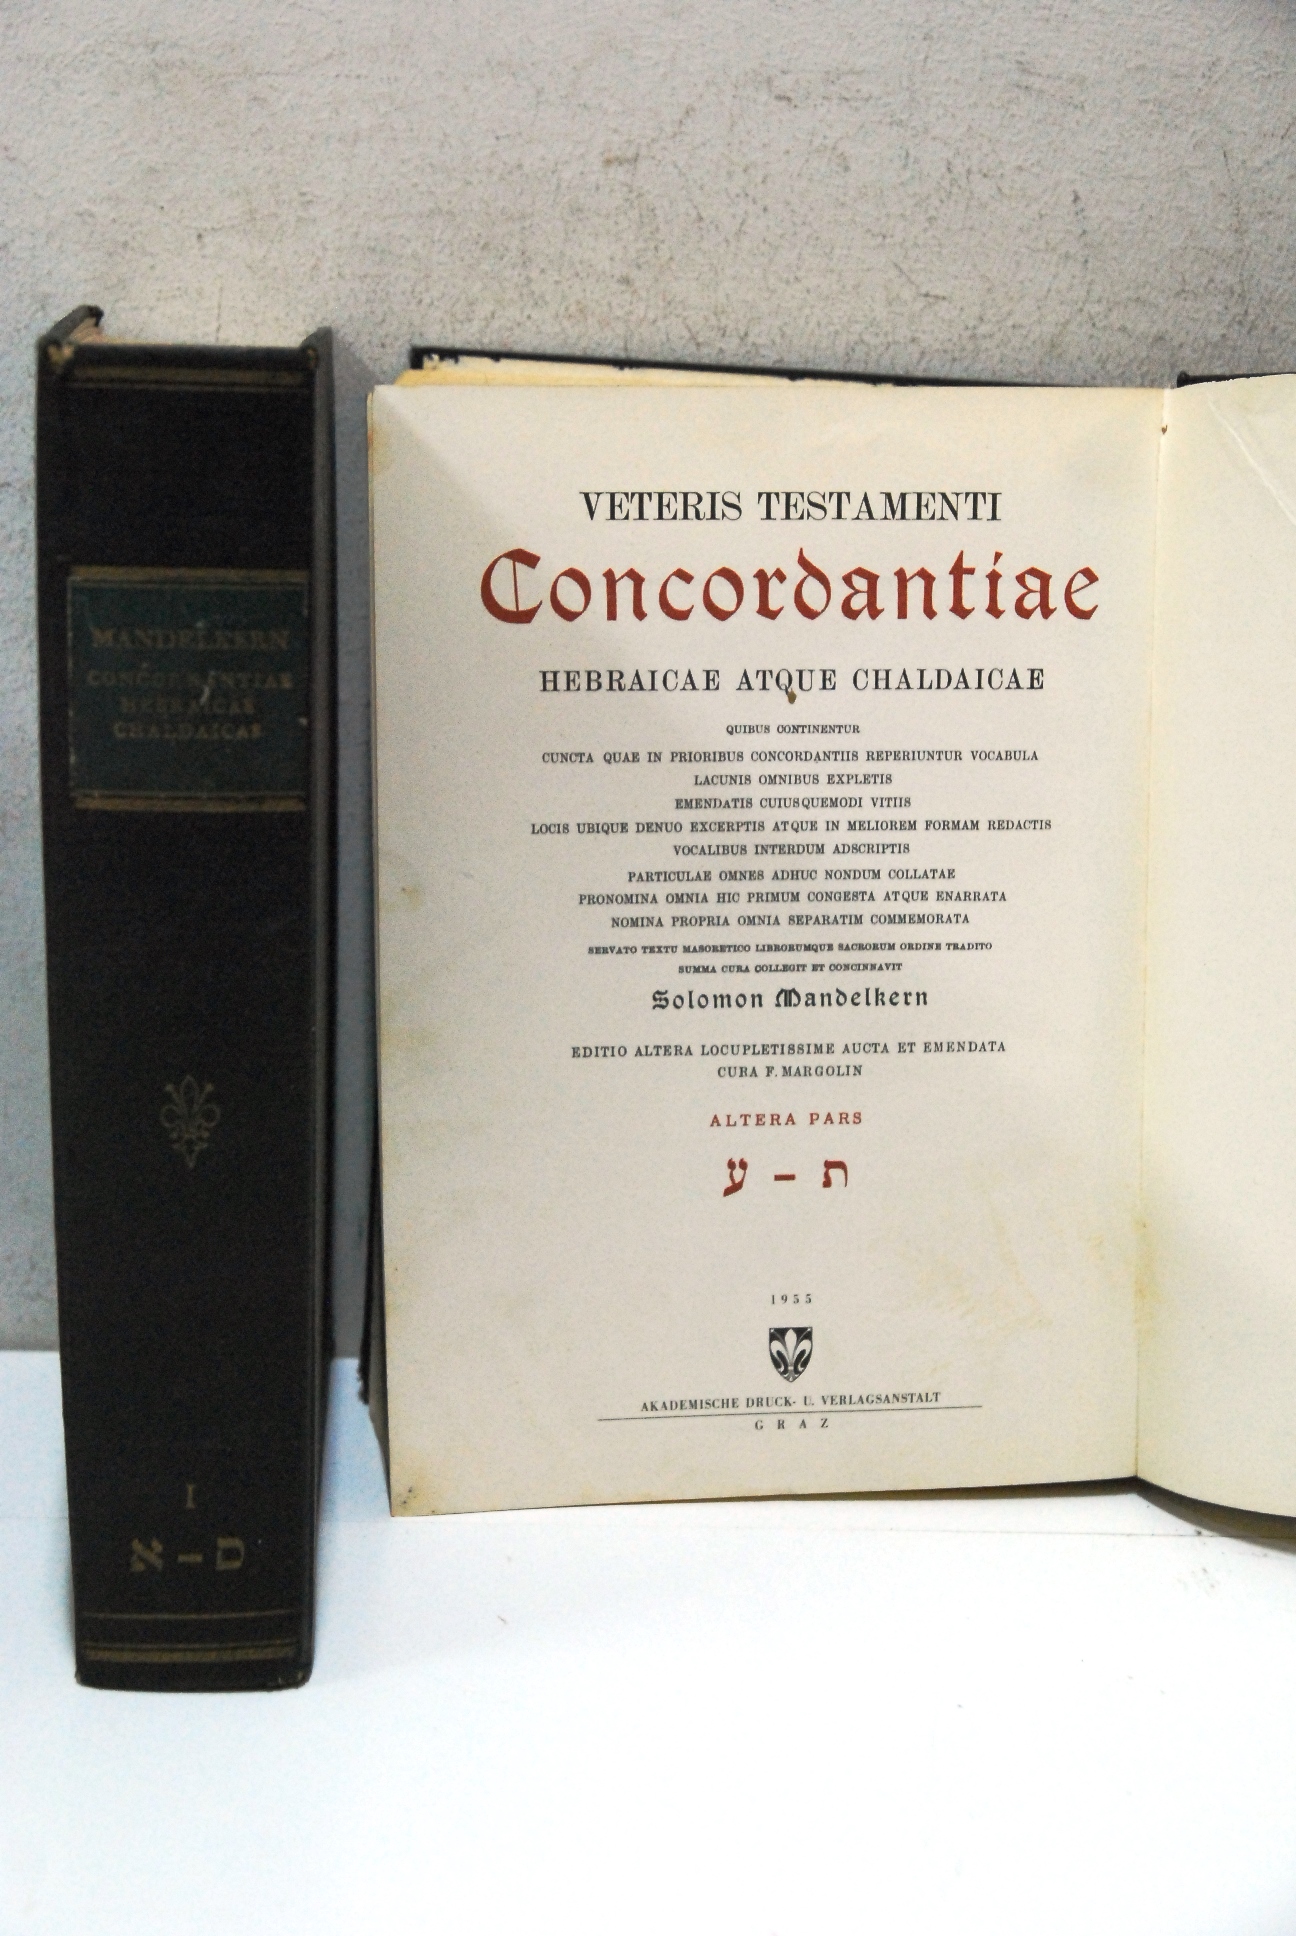 MANDELKERN
CONCORDANTIAE
HEBRAICAE
CHALDAICAE
I
א - ס
VETERIS TESTAMENTI
Concordantiae
HEBRAICAE ATQUE CHALDAICAE
QUIBUS CONTINENTUR
CUNCTA QUAE IN PRIORIBUS CONCORDANTIIS REPERIUNTUR VOCABULA
LACUNIS OMNIBUS EXPLETIS
EMENDATIS CUIUSQUEMODI VITIIS
LOCIS UBIQUE DENUO EXCERPTIS ATQUE IN MELIOREM FORMAM REDACTIS
VOCALIBUS INTERDUM ADSCRIPTIS
PARTICULAE OMNES ADHUC NONDUM COLLATAE
PRONOMINA OMNIA HIC PRIMUM CONGESTA ATQUE ENARRATA
NOMINA PROPRIA OMNIA SEPARATIM COMMEMORATA
SERVATO TEXTU MASORETICO LIBRORUMQUE SACRORUM ORDINE TRADITO
SUMMA CURA COLLEGIT ET CONCINNAVIT
Solomon Mandelkern
EDITIO ALTERA LOCUPLETISSIME AUCTA ET EMENDATA
CURA F. MARGOLIN
ALTERA PARS
ע - ת
1955
AKADEMISCHE DRUCK- U. VERLAGSANSTALT
GRAZ